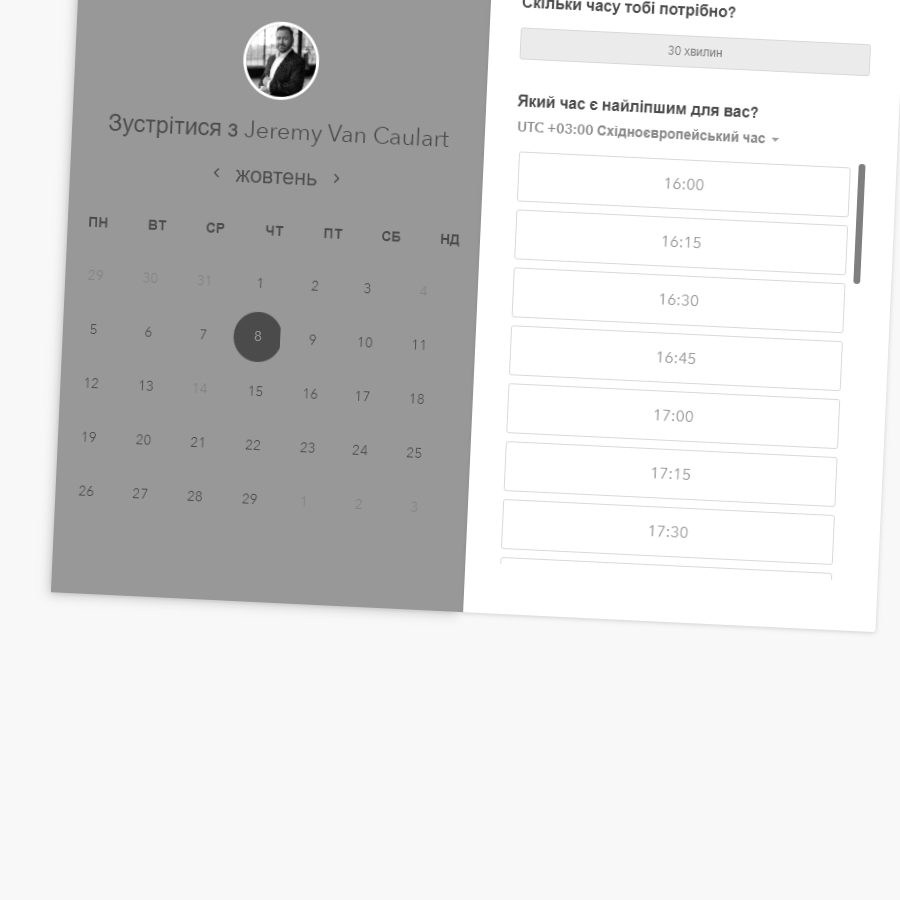 Зустрітися з Jeremy Van Caulart
‹ жовтень ›
ПН ВТ СР ЧТ ПТ СБ НД
29 30 31 1 2 3 4
5 6 7 8 9 10 11
12 13 14 15 16 17 18
19 20 21 22 23 24 25
26 27 28 29 1 2 3
Скільки часу тобі потрібно?
30 хвилин
Який час є найліпшим для вас?
UTC +03:00 Східноєвропейський час
16:00
16:15
16:30
16:45
17:00
17:15
17:30